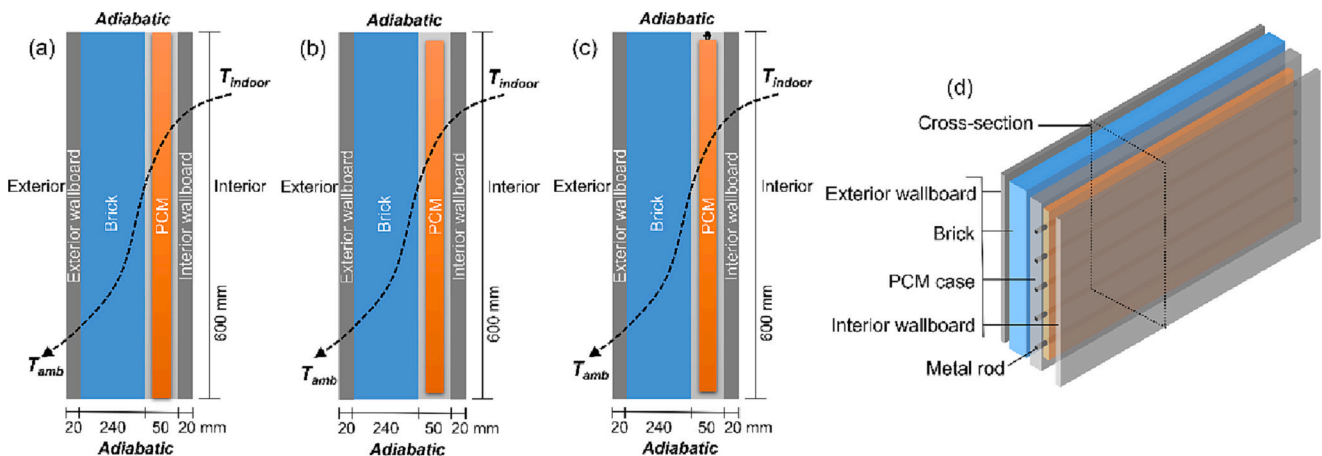 Adiabatic
(a)
T_indoor
Exterior
Exterior wallboard
Brick
PCM
Interior wallboard
Interior
600 mm
T_amb
20 240 50 20 mm
Adiabatic
Adiabatic
(b)
T_indoor
Exterior
Exterior wallboard
Brick
PCM
Interior wallboard
Interior
600 mm
T_amb
20 240 50 20 mm
Adiabatic
Adiabatic
(c)
T_indoor
Exterior
Exterior wallboard
Brick
PCM
Interior wallboard
Interior
600 mm
T_amb
20 240 50 20 mm
Adiabatic
(d)
Cross-section
Exterior wallboard
Brick
PCM case
Interior wallboard
Metal rod